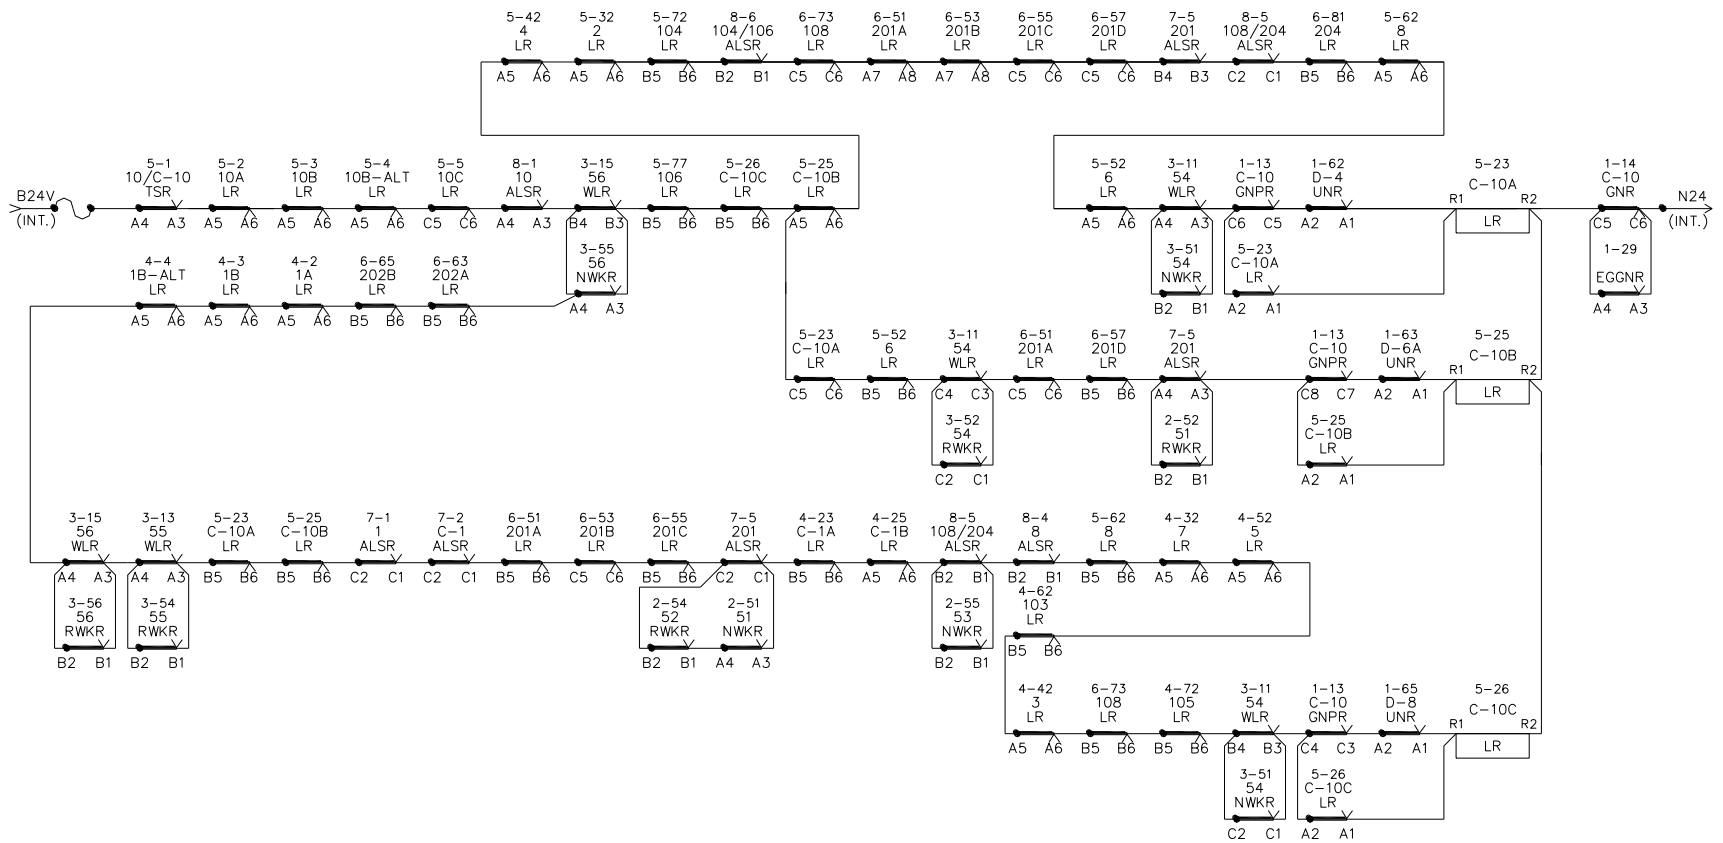 5-42 5-32 5-72 8-6 6-73 6-51 6-53 6-55 6-57 7-5 8-5 6-81 5-62
4 2 104 104/106 108 201A 201B 201C 201D 201 108/204 204 8
LR LR LR ALSR LR LR LR LR LR ALSR ALSR LR LR
A5 A6 A5 A6 B5 B6 B2 B1 C5 C6 A7 A8 A7 A8 C5 C6 C5 C6 B4 B3 C2 C1 B5 B6 A5 A6
5-1 5-2 5-3 5-4 5-5 8-1 3-15 5-77 5-26 5-25 5-52 3-11 1-13 1-62 5-23 1-14
10/C-10 10A 10B 10B-ALT 10C 10 56 106 C-10C C-10B 6 54 C-10 D-4 C-10A C-10
TSR LR LR LR LR ALSR WLR LR LR LR LR WLR GNPR UNR GNR
B24V R1 R2 N24
(INT.) A4 A3 A5 A6 A5 A6 A5 A6 C5 C6 A4 A3 B4 B3 B5 B6 B5 B6 A5 A6 A5 A6 A4 A3 C6 C5 A2 A1 LR C5 C6 (INT.)
3-55 3-51 5-23 1-29
56 54 C-10A
NWKR NWKR LR EGGNR
A4 A3 B2 B1 A2 A1 A4 A3
4-4 4-3 4-2 6-65 6-63
1B-ALT 1B 1A 202B 202A
LR LR LR LR LR
A5 A6 A5 A6 A5 A6 B5 B6 B5 B6
5-23 5-52 3-11 6-51 6-57 7-5 1-13 1-63 5-25
C-10A 6 54 201A 201D 201 C-10 D-6A C-10B
LR LR WLR LR LR ALSR GNPR UNR R1 R2
C5 C6 B5 B6 C4 C3 C5 C6 B5 B6 A4 A3 C8 C7 A2 A1 LR
3-52 2-52 5-25
54 51 C-10B
RWKR RWKR LR
C2 C1 B2 B1 A2 A1
3-15 3-13 5-23 5-25 7-1 7-2 6-51 6-53 6-55 7-5 4-23 4-25 8-5 8-4 5-62 4-32 4-52
56 55 C-10A C-10B 1 C-1 201A 201B 201C 201 C-1A C-1B 108/204 8 8 7 5
WLR WLR LR LR ALSR ALSR LR LR LR ALSR LR LR ALSR ALSR LR LR LR
A4 A3 A4 A3 B5 B6 B5 B6 C2 C1 C2 C1 B5 B6 C5 C6 B5 B6 C2 C1 B5 B6 A5 A6 B2 B1 B2 B1 B5 B6 A5 A6 A5 A6
3-56 3-54 2-54 2-51 2-55 4-62
56 55 52 51 53 103
RWKR RWKR RWKR NWKR NWKR LR
B2 B1 B2 B1 B2 B1 A4 A3 B2 B1 B5 B6
4-42 6-73 4-72 3-11 1-13 1-65 5-26
3 108 105 54 C-10 D-8 C-10C
LR LR LR WLR GNPR UNR R1 R2
A5 A6 B5 B6 B5 B6 B4 B3 C4 C3 A2 A1 LR
3-51 5-26
54 C-10C
NWKR LR
C2 C1 A2 A1